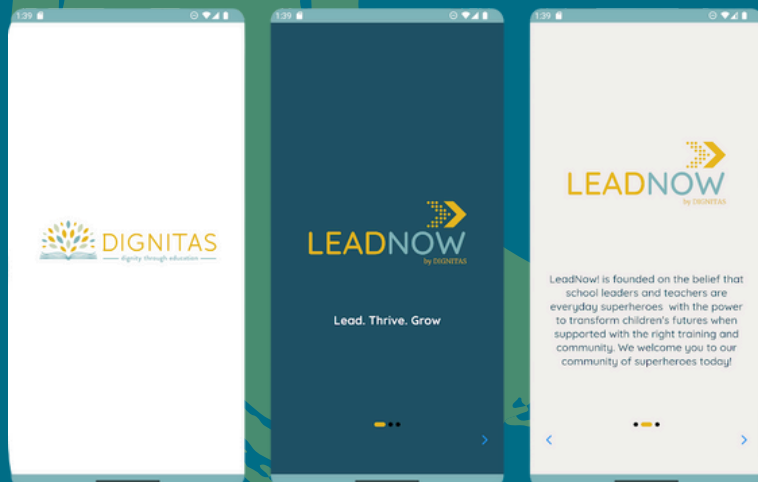 1:39
DIGNITAS
dignity through education
1:39
LEADNOW
by DIGNITAS
Lead. Thrive. Grow
1:39
LEADNOW
by DIGNITAS
LeadNow! is founded on the belief that
school leaders and teachers are
everyday superheroes with the power
to transform children's futures when
supported with the right training and
community. We welcome you to our
community of superheroes today!